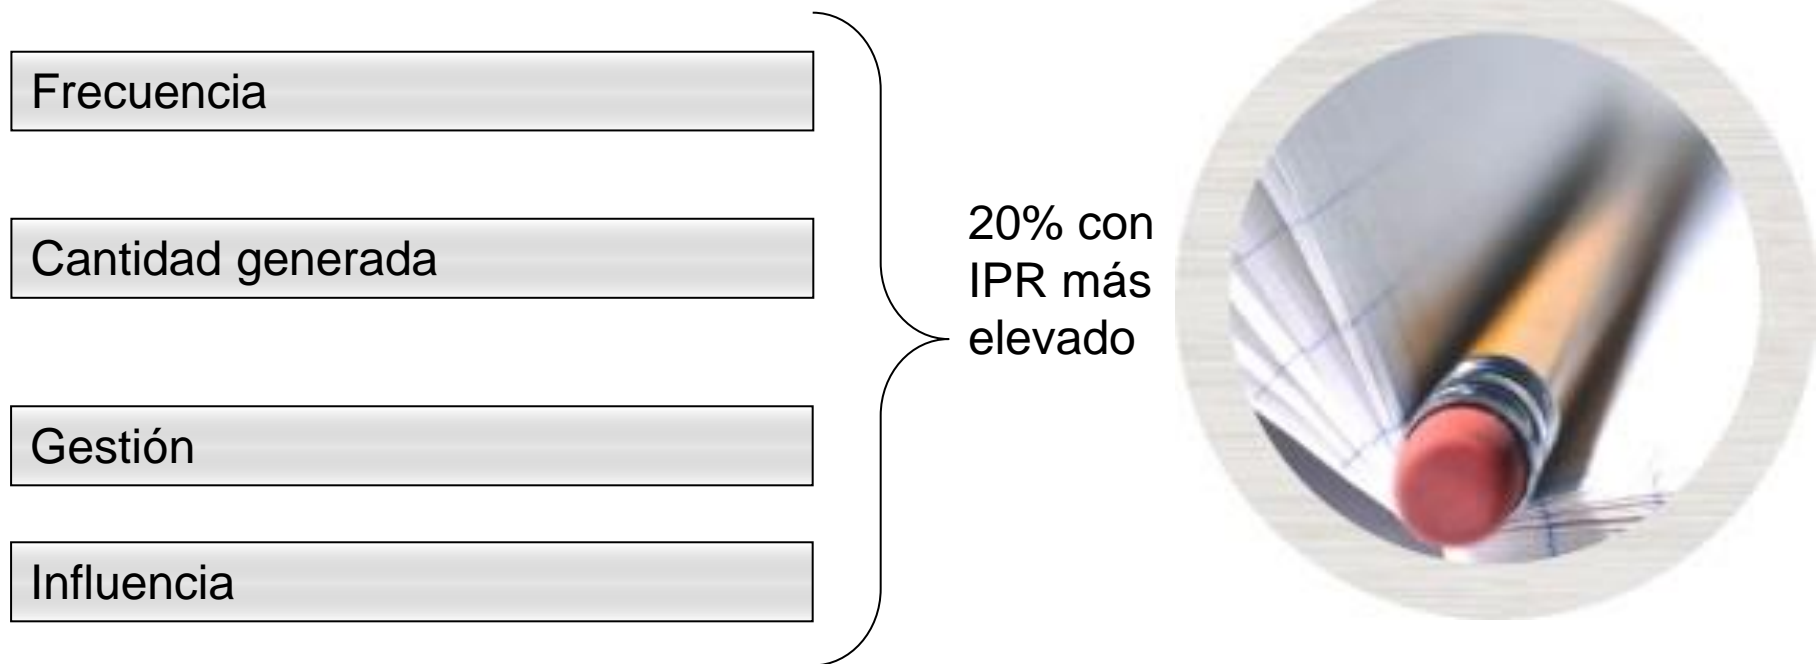 Frecuencia
Cantidad generada
Gestión
Influencia
20% con
IPR más
elevado